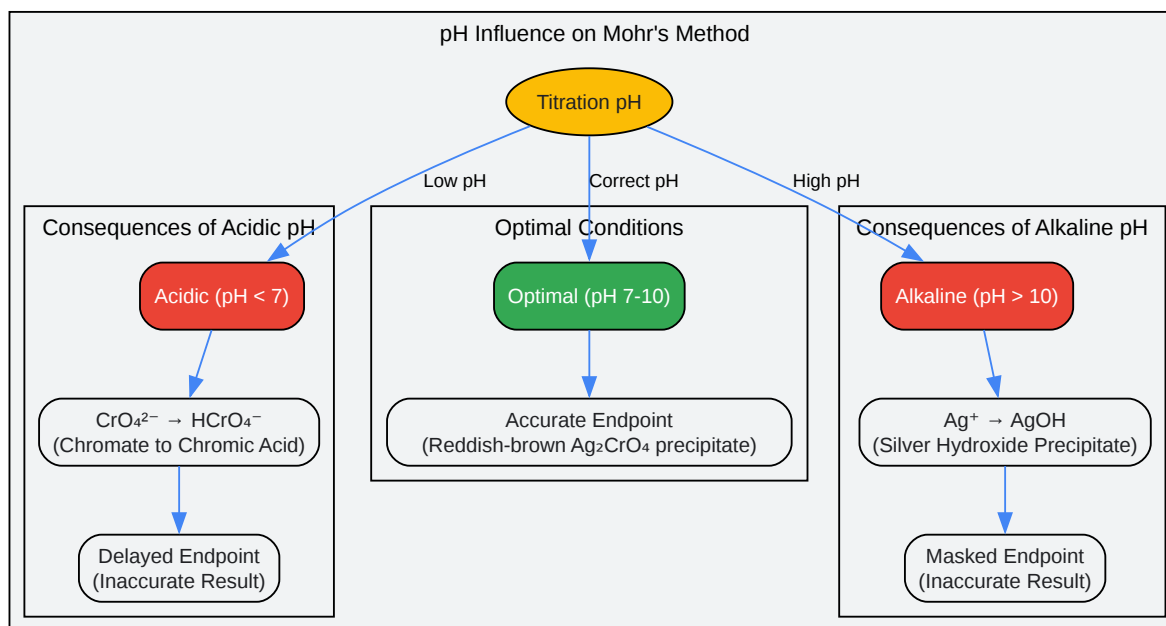 pH Influence on Mohr's Method
Titration pH
Low pH
Correct pH
High pH
Consequences of Acidic pH
Optimal Conditions
Consequences of Alkaline pH
Acidic (pH < 7)
Optimal (pH 7-10)
Alkaline (pH > 10)
CrO₄²⁻ → HCrO₄⁻
(Chromate to Chromic Acid)
Accurate Endpoint
(Reddish-brown Ag₂CrO₄ precipitate)
Ag⁺ → AgOH
(Silver Hydroxide Precipitate)
Delayed Endpoint
(Inaccurate Result)
Masked Endpoint
(Inaccurate Result)